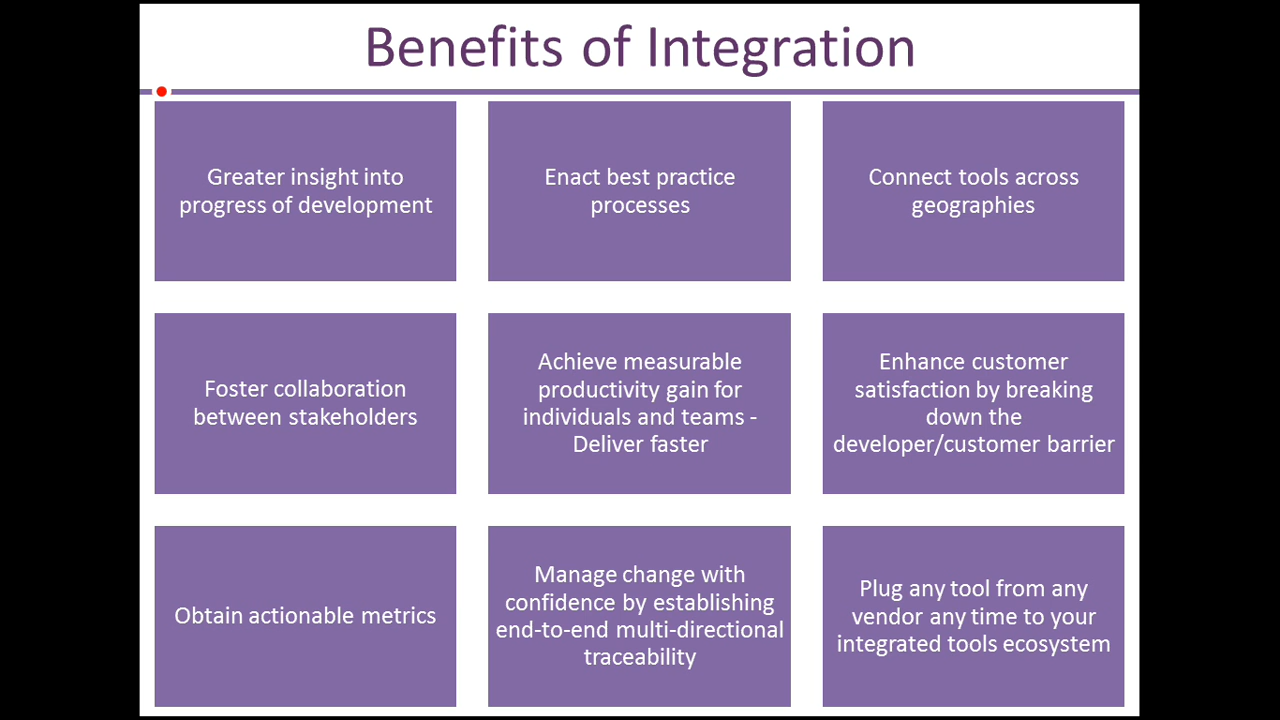 Benefits of Integration
Greater insight into
progress of development
Enact best practice
processes
Connect tools across
geographies
Foster collaboration
between stakeholders
Achieve measurable
productivity gain for
individuals and teams -
Deliver faster
Enhance customer
satisfaction by breaking
down the
developer/customer barrier
Obtain actionable metrics
Manage change with
confidence by establishing
end-to-end multi-directional
traceability
Plug any tool from any
vendor any time to your
integrated tools ecosystem